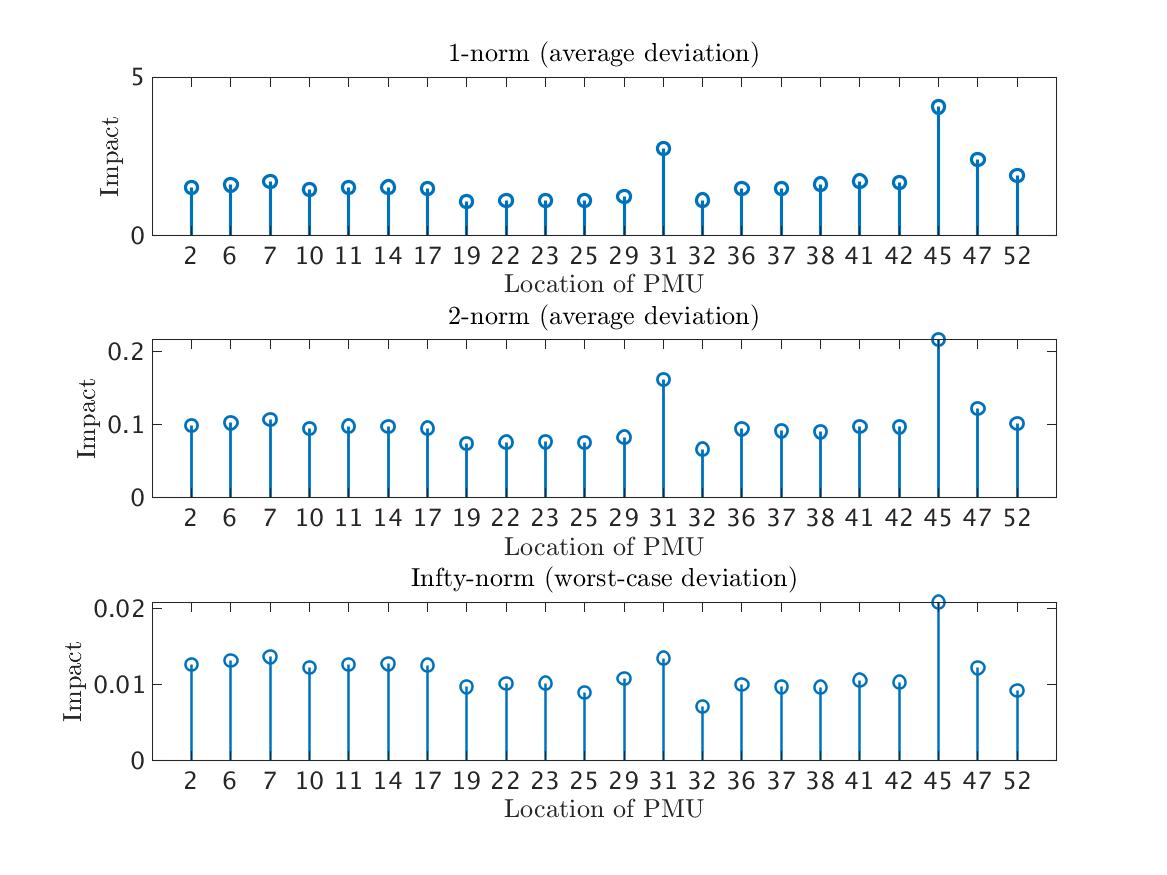 1-norm (average deviation)
5
Impact
0
2 6 7 10 11 14 17 19 22 23 25 29 31 32 36 37 38 41 42 45 47 52
Location of PMU
2-norm (average deviation)
0.2
0.1
Impact
0
2 6 7 10 11 14 17 19 22 23 25 29 31 32 36 37 38 41 42 45 47 52
Location of PMU
Infty-norm (worst-case deviation)
0.02
0.01
Impact
0
2 6 7 10 11 14 17 19 22 23 25 29 31 32 36 37 38 41 42 45 47 52
Location of PMU